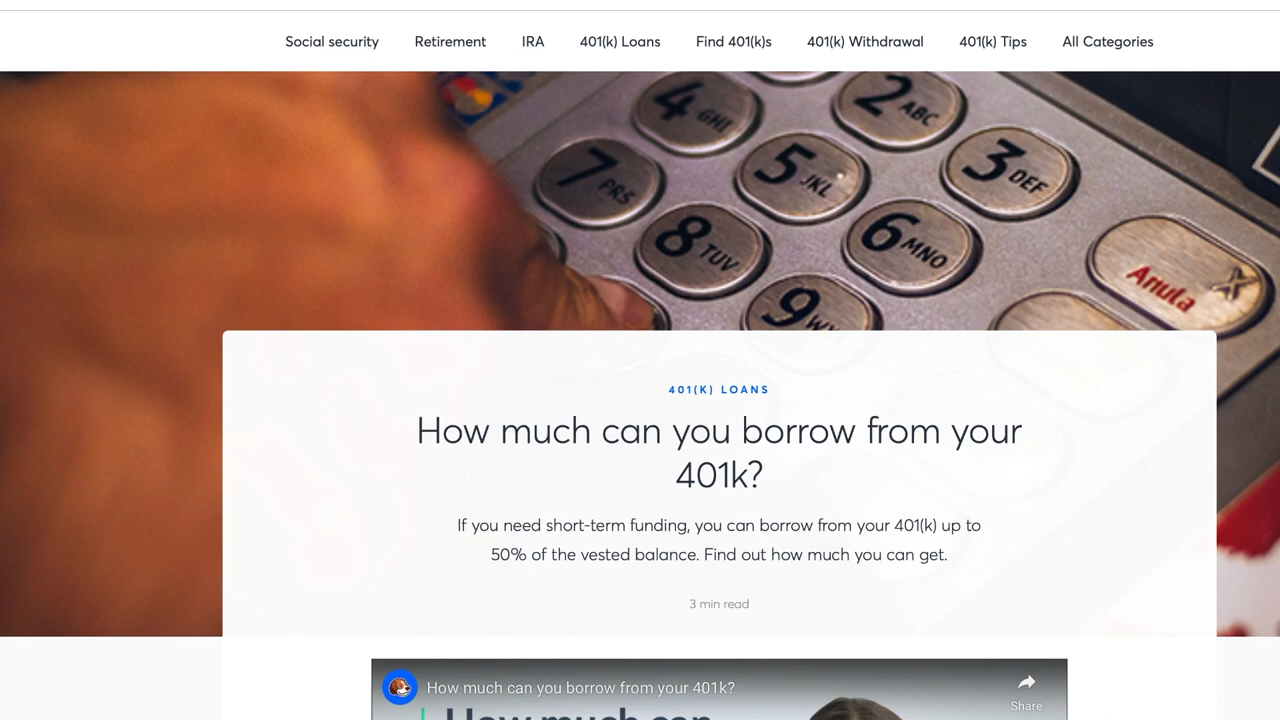 Social security Retirement IRA 401(k) Loans Find 401(k)s 401(k) Withdrawal 401(k) Tips All Categories
4 GHI
2 ABC
7 PRS
5 JKL
3 DEF
8 TUV
6 MNO
Anula X
9
401(K) LOANS
How much can you borrow from your
401k?
If you need short-term funding, you can borrow from your 401(k) up to
50% of the vested balance. Find out how much you can get.
3 min read
How much can you borrow from your 401k?
Share
How much can